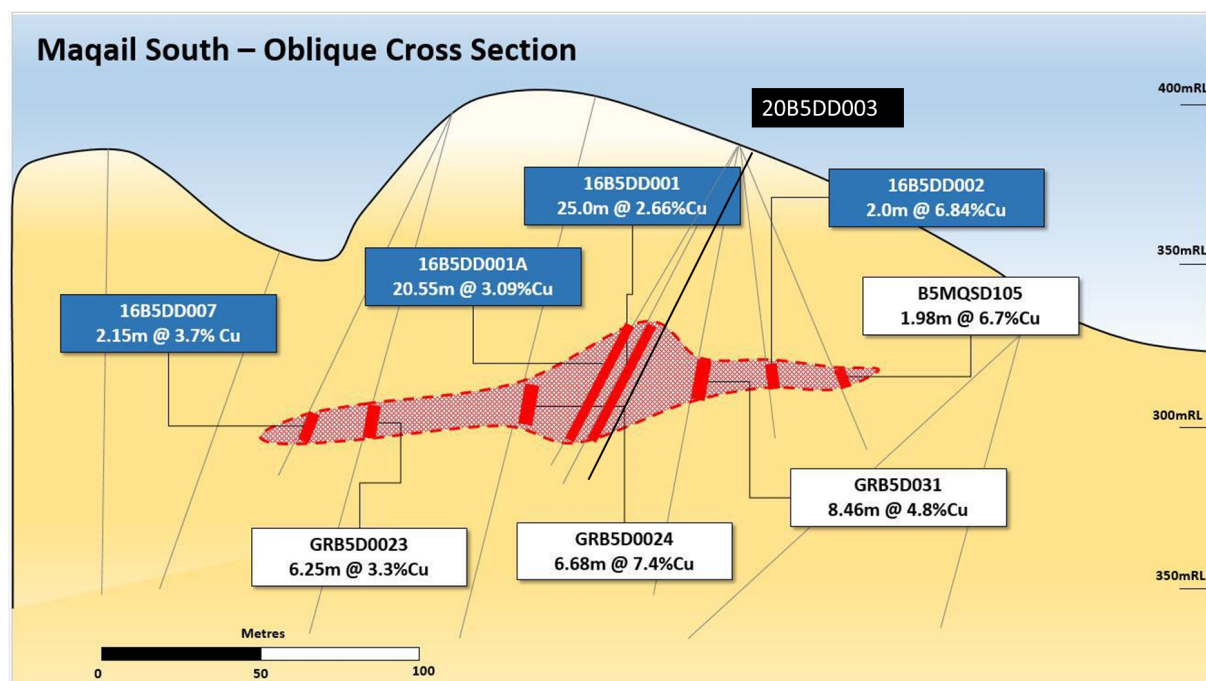 Maqail South – Oblique Cross Section
400mRL
20B5DD003
16B5DD001
25.0m @ 2.66%Cu
16B5DD002
2.0m @ 6.84%Cu
350mRL
16B5DD001A
20.55m @ 3.09%Cu
B5MQSD105
1.98m @ 6.7%Cu
16B5DD007
2.15m @ 3.7% Cu
300mRL
GRB5D031
8.46m @ 4.8%Cu
GRB5D0023
6.25m @ 3.3%Cu
GRB5D0024
6.68m @ 7.4%Cu
350mRL
Metres
0 50 100